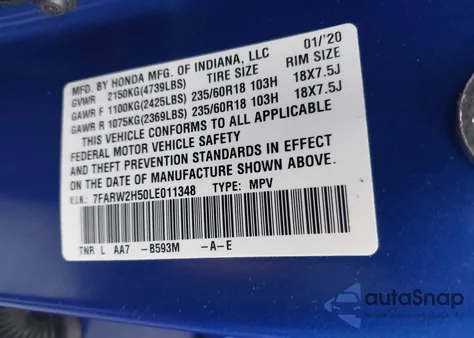 MFD. BY HONDA MFG. OF INDIANA, LLC 01/'20
GVWR 2150KG(4739LBS) TIRE SIZE RIM SIZE
GAWR F 1100KG(2425LBS) 235/60R18 103H 18X7.5J
GAWR R 1075KG(2369LBS) 235/60R18 103H 18X7.5J
THIS VEHICLE CONFORMS TO ALL APPLICABLE
FEDERAL MOTOR VEHICLE SAFETY
AND THEFT PREVENTION STANDARDS IN EFFECT
ON THE DATE OF MANUFACTURE SHOWN ABOVE.
V.I.N: 7FARW2H50LE011348 TYPE: MPV
TNR L AA7 -B593M -A-E
autoSnap